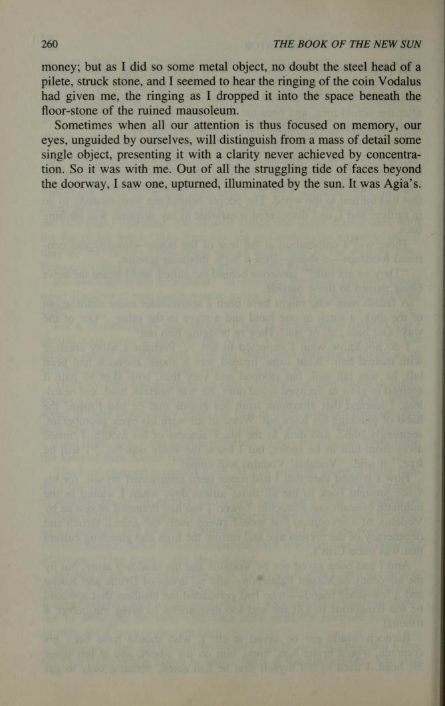 260 THE BOOK OF THE NEW SUN
money; but as I did so some metal object, no doubt the steel head of a
pilete, struck stone, and I seemed to hear the ringing of the coin Vodalus
had given me, the ringing as I dropped it into the space beneath the
floor-stone of the ruined mausoleum.
Sometimes when all our attention is thus focused on memory, our
eyes, unguided by ourselves, will distinguish from a mass of detail some
single object, presenting it with a clarity never achieved by concentra-
tion. So it was with me. Out of all the struggling tide of faces beyond
the doorway, I saw one, upturned, illuminated by the sun. It was Agia's.